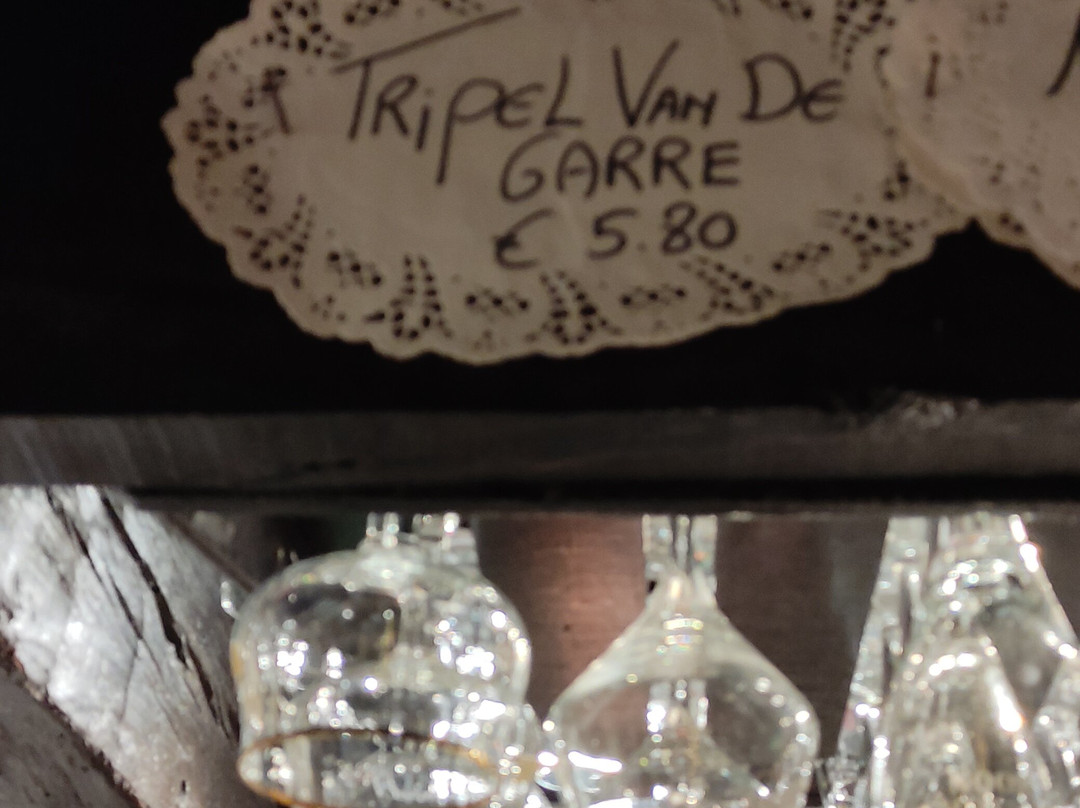 TRiPEL VAN DE
GARRE
€ 5.80